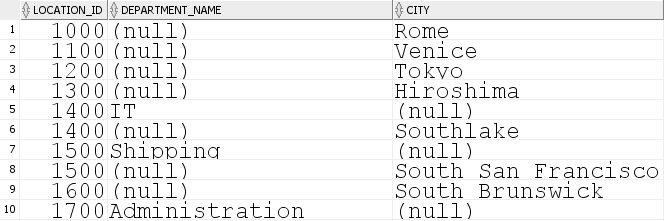 LOCATION_ID DEPARTMENT_NAME CITY
1 1000 (null) Rome
2 1100 (null) Venice
3 1200 (null) Tokyo
4 1300 (null) Hiroshima
5 1400 IT (null)
6 1400 (null) Southlake
7 1500 Shipping (null)
8 1500 (null) South San Francisco
9 1600 (null) South Brunswick
10 1700 Administration (null)